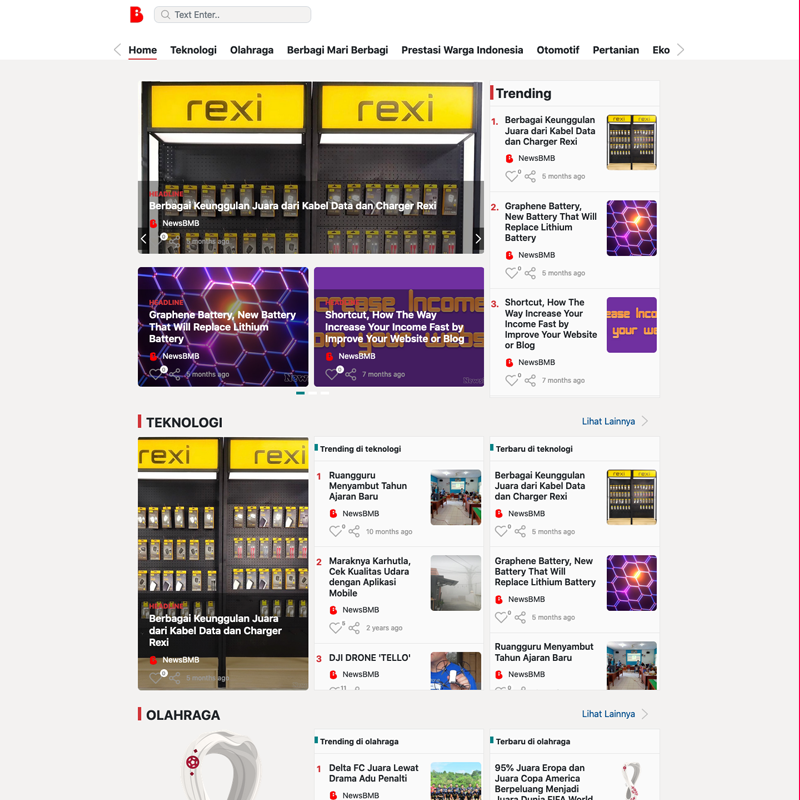 Text Enter..
Home Teknologi Olahraga Berbagi Mari Berbagi Prestasi Warga Indonesia Otomotif Pertanian Eko
rexi rexi
HEADLINE
Berbagai Keunggulan Juara dari Kabel Data dan Charger Rexi
NewsBMB
0 5 months ago
HEADLINE
Graphene Battery, New Battery
That Will Replace Lithium
Battery
NewsBMB
0 5 months ago
crease Income
om your webs
Shortcut, How The Way
Increase Your Income Fast by
Improve Your Website or Blog
NewsBMB
0 7 months ago
Trending
1. Berbagai Keunggulan
Juara dari Kabel Data
dan Charger Rexi
NewsBMB
0 5 months ago
2. Graphene Battery,
New Battery That Will
Replace Lithium
Battery
NewsBMB
0 5 months ago
3. Shortcut, How The
Way Increase Your
Income Fast by
Improve Your Website
or Blog
NewsBMB
0 7 months ago
ease Inco
your we
TEKNOLOGI
Lihat Lainnya
rexi rexi
HEADLINE
Berbagai Keunggulan Juara
dari Kabel Data dan Charger
Rexi
NewsBMB
0 5 months ago
Trending di teknologi
1 Ruangguru
Menyambut Tahun
Ajaran Baru
NewsBMB
0 10 months ago
2 Maraknya Karhutla,
Cek Kualitas Udara
dengan Aplikasi
Mobile
NewsBMB
2 years ago
3 DJI DRONE 'TELLO'
NewsBMB
11
Terbaru di teknologi
Berbagai Keunggulan
Juara dari Kabel Data
dan Charger Rexi
NewsBMB
0 5 months ago
Graphene Battery, New
Battery That Will
Replace Lithium Battery
NewsBMB
0 5 months ago
Ruangguru Menyambut
Tahun Ajaran Baru
NewsBMB
0
OLAHRAGA
Lihat Lainnya
Trending di olahraga
1 Delta FC Juara Lewat
Drama Adu Penalti
NewsBMB
Terbaru di olahraga
95% Juara Eropa dan
Juara Copa America
Berpeluang Menjadi
Juara Dunia FIFA World